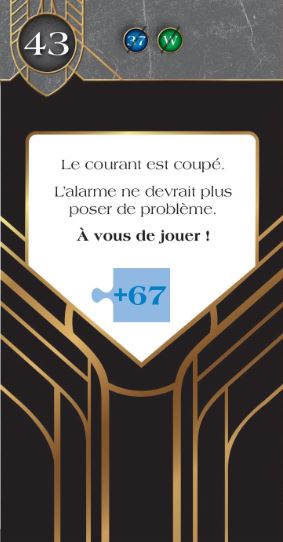 43 37 W
Le courant est coupé.
L'alarme ne devrait plus
poser de problème.
À vous de jouer !
+67